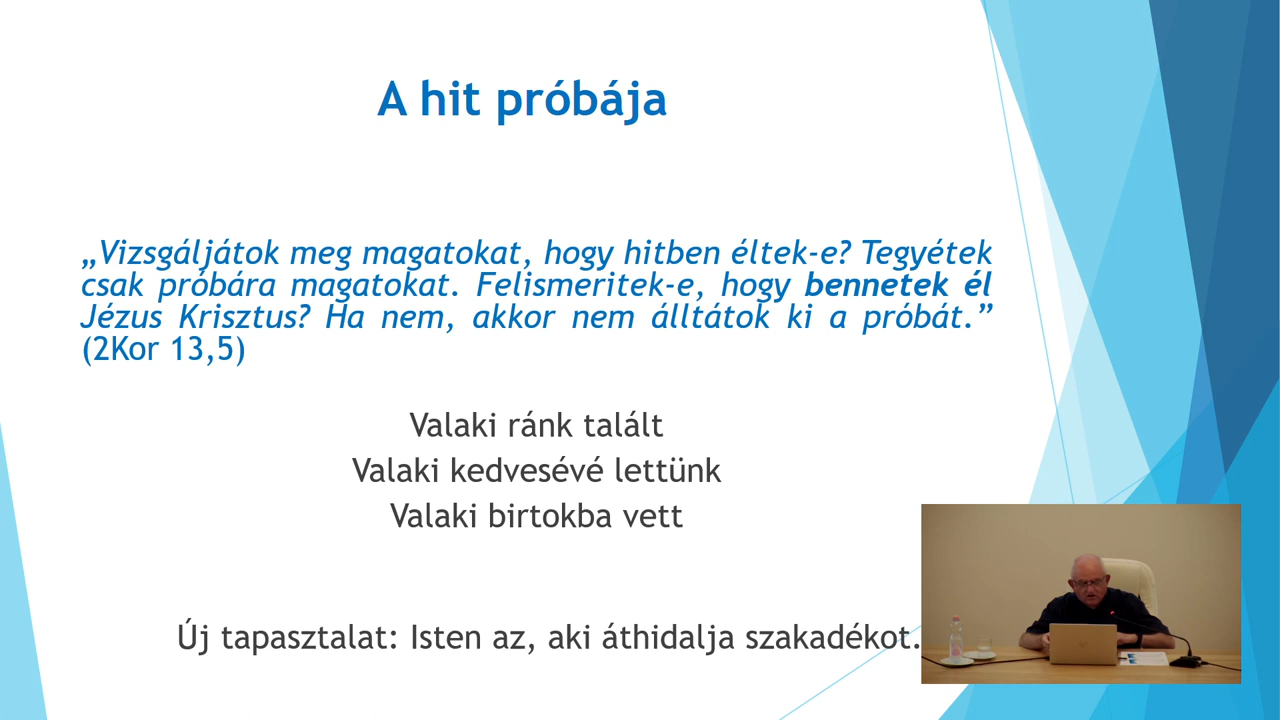 A hit próbája
„Vizsgáljátok meg magatokat, hogy hitben éltek-e? Tegyétek
csak próbára magatokat. Felismeritek-e, hogy bennetek él
Jézus Krisztus? Ha nem, akkor nem álltátok ki a próbát.”
(2Kor 13,5)
Valaki ránk talált
Valaki kedvesévé lettünk
Valaki birtokba vett
Új tapasztalat: Isten az, aki áthidalja szakadékot.